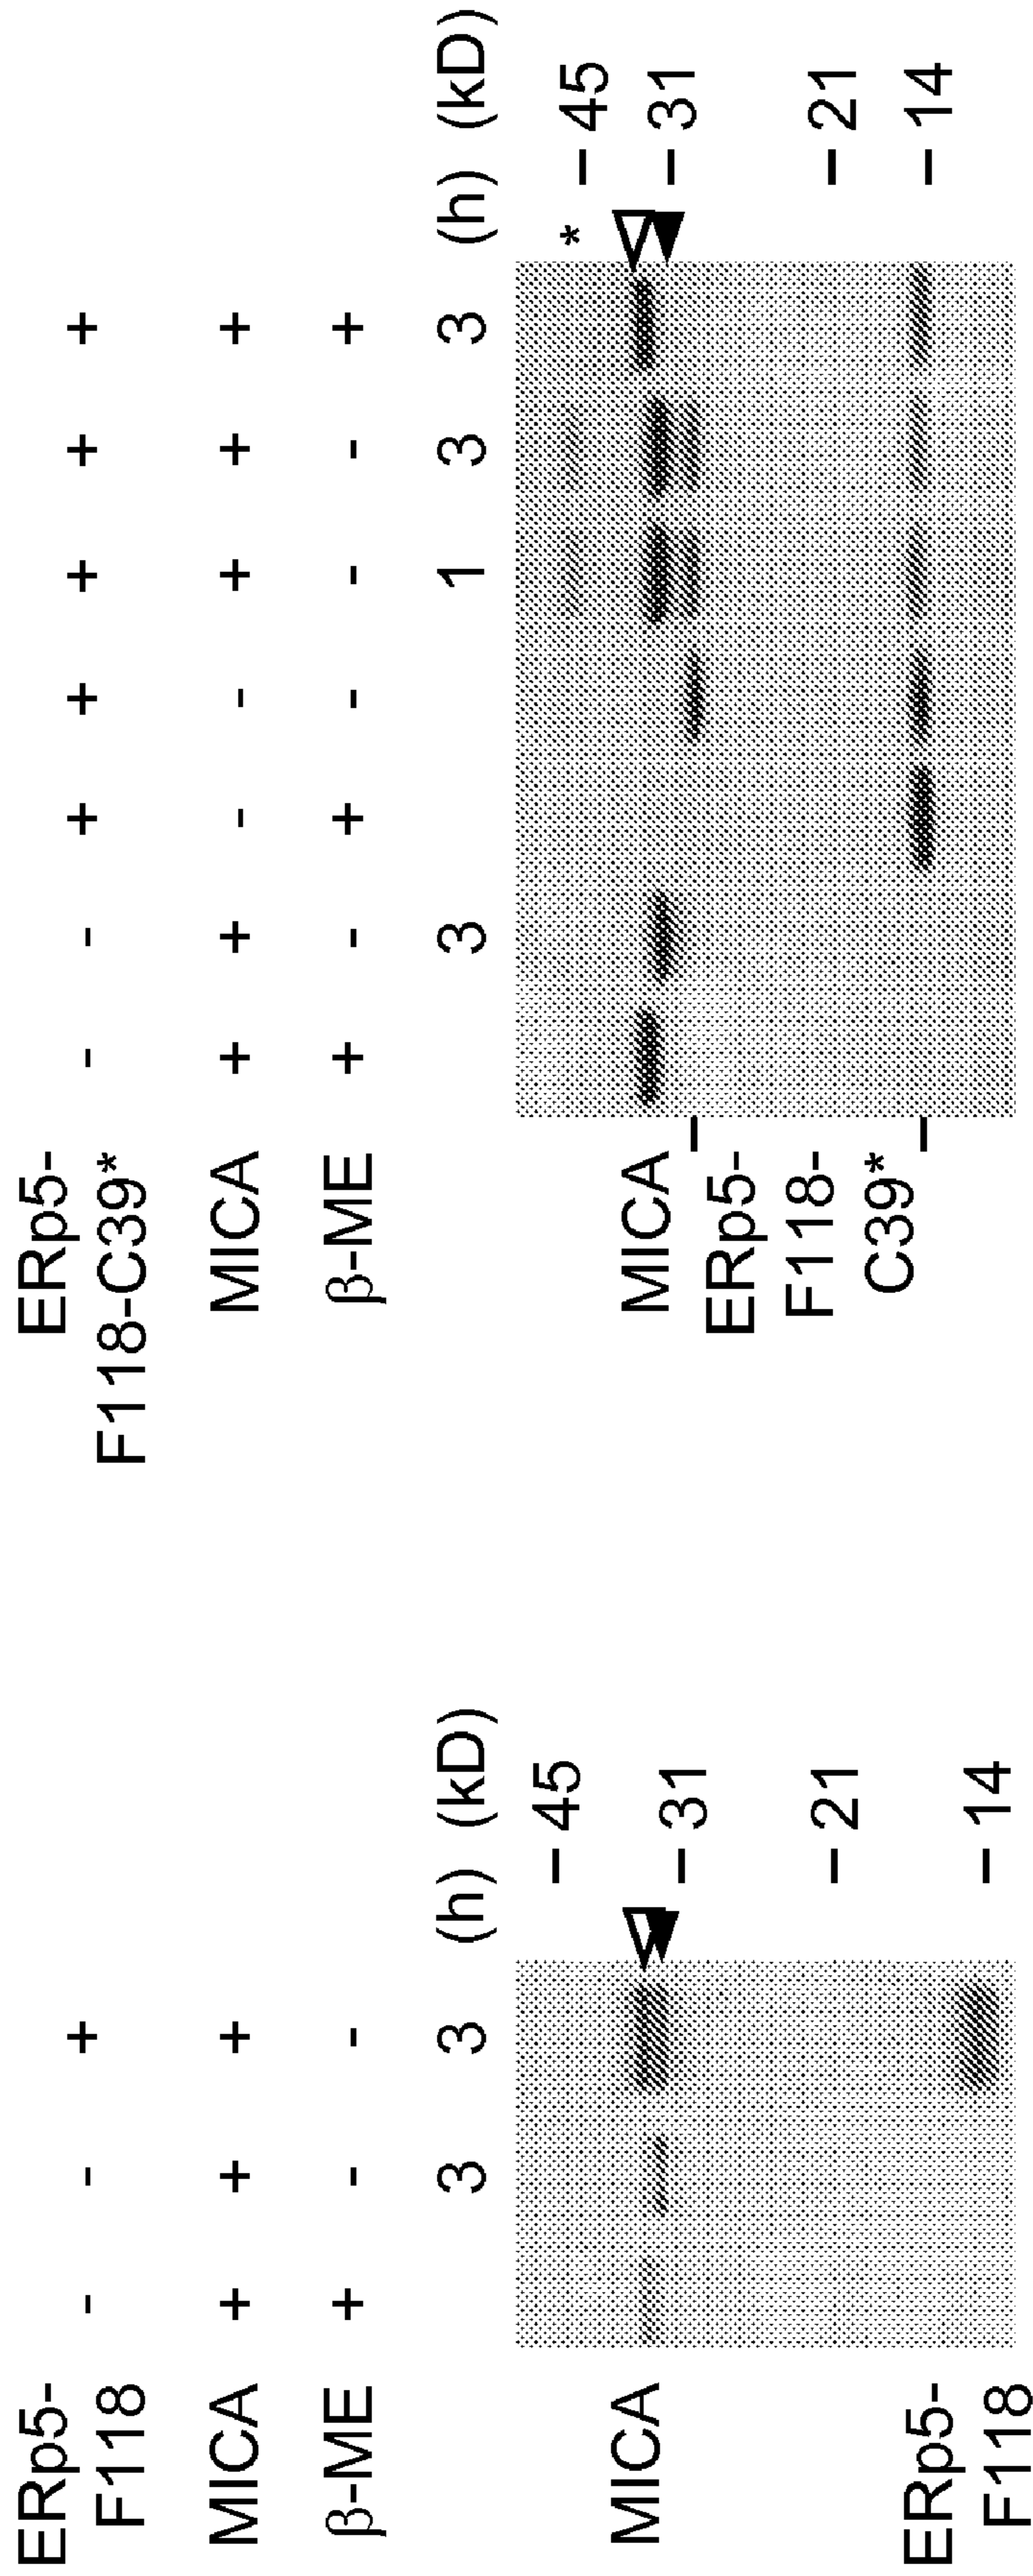 ERp5-
F118
- - +
MICA + + +
β-ME + - -
3 3 (h) (kD)
MICA
ERp5-
F118
– 45
– 31
– 21
– 14
ERp5-
F118-C39*
- - + + + + +
MICA + + - - + + +
β-ME + - + - - - +
3 1 3 3 (h) (kD)
MICA
ERp5-
F118-
C39*
*
– 45
– 31
– 21
– 14